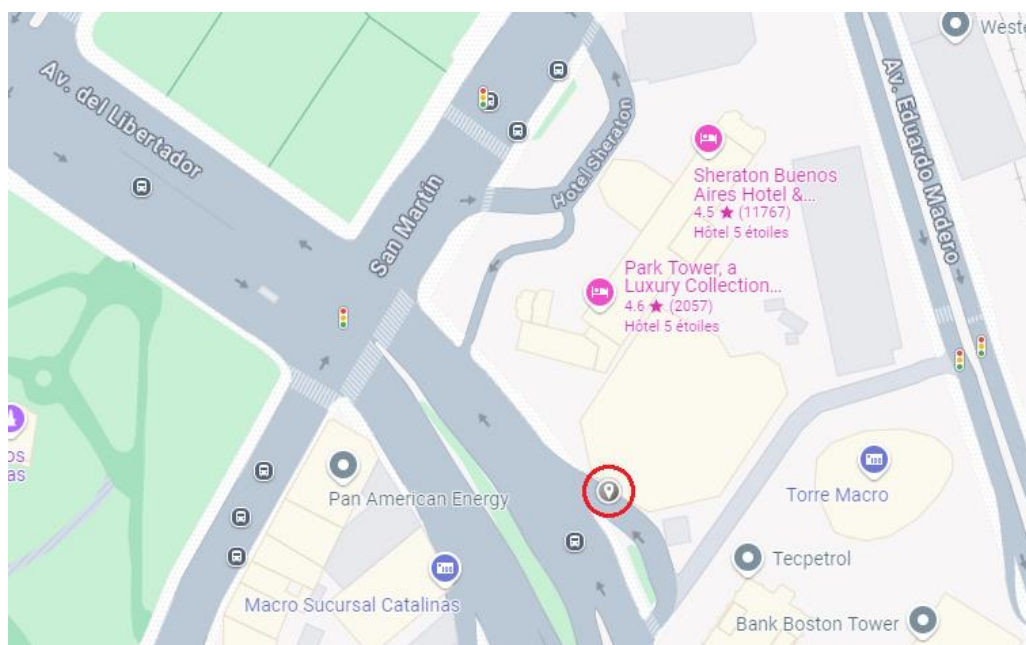 Weste
Av. del Libertador
San Martín
Hotel Sheraton
Av. Eduardo Madero
Sheraton Buenos
Aires Hotel &...
4.5 ★ (11767)
Hôtel 5 étoiles
Park Tower, a
Luxury Collection...
4.6 ★ (2057)
Hôtel 5 étoiles
os
as
Pan American Energy
Torre Macro
Tecpetrol
Macro Sucursal Catalinas
Bank Boston Tower